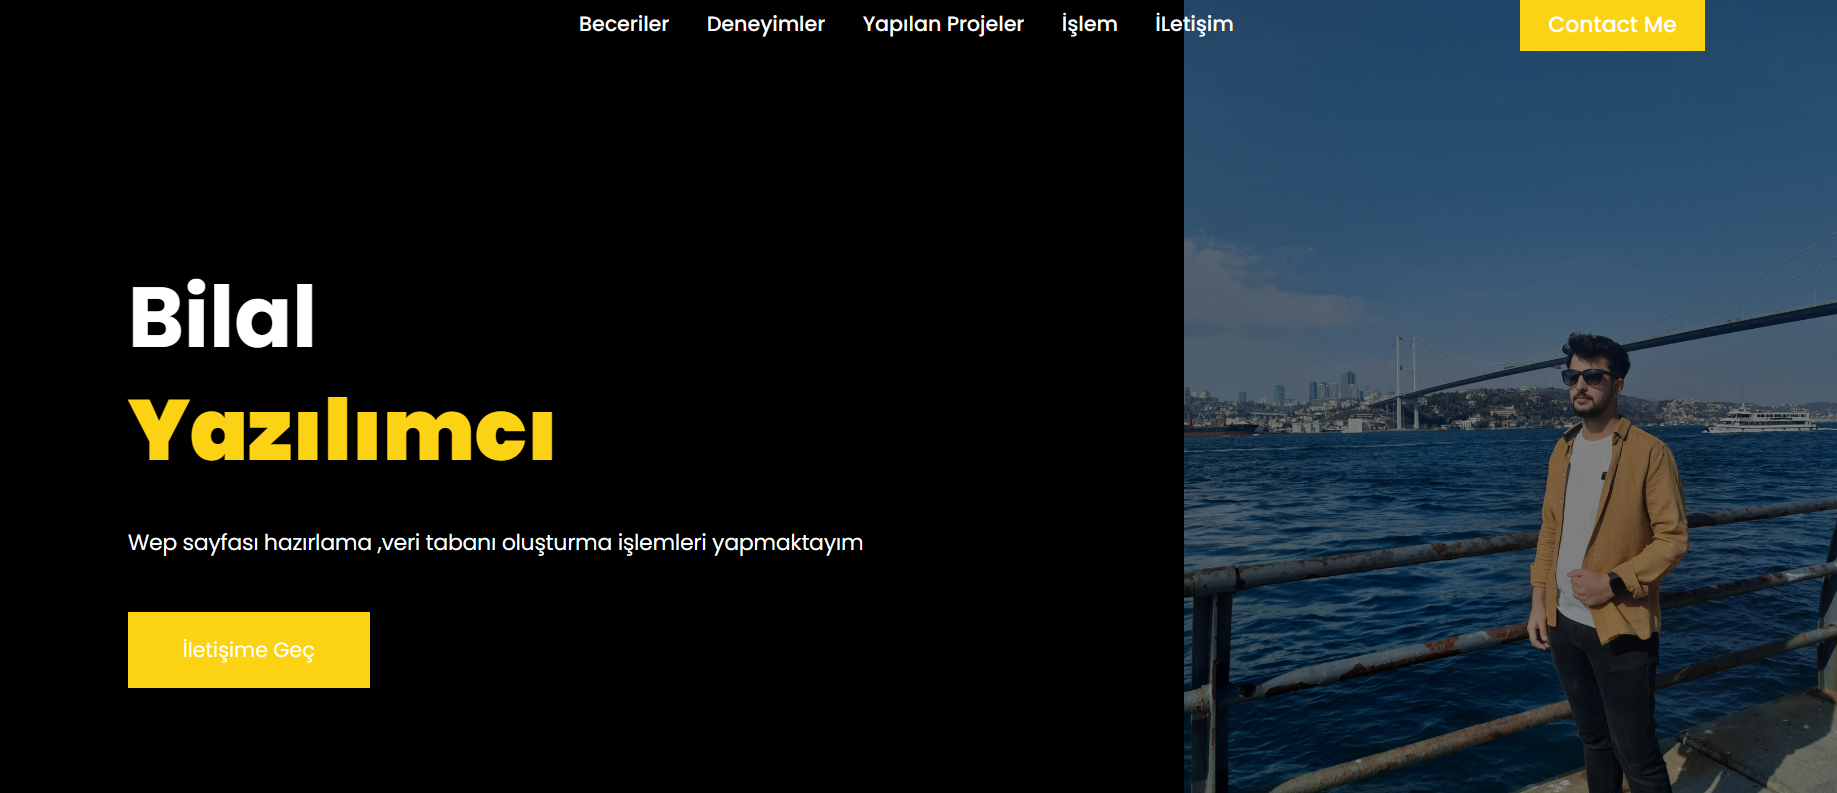 Beceriler Deneyimler Yapılan Projeler İşlem İLetişim Contact Me
Bilal
Yazılımcı
Wep sayfası hazırlama ,veri tabanı oluşturma işlemleri yapmaktayım
İletişime Geç